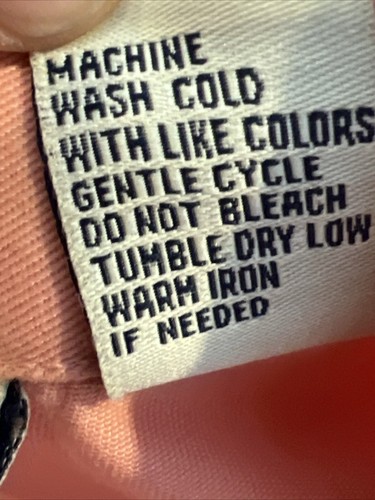 MACHINE
WASH COLD
WITH LIKE COLORS
GENTLE CYCLE
DO NOT BLEACH
TUMBLE DRY LOW
WARM IRON
IF NEEDED